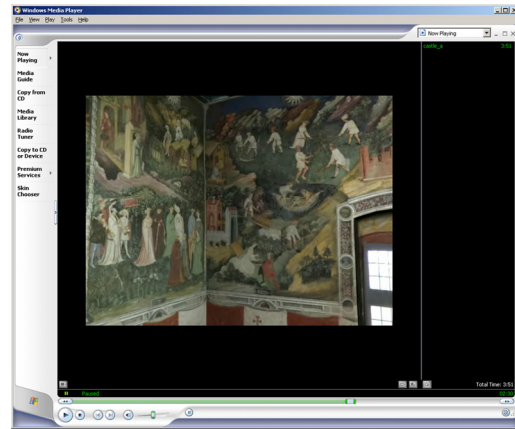 Windows Media Player
File View Play Tools Help
Now Playing
Now
Playing
Media
Guide
Copy from
CD
Media
Library
Radio
Tuner
Copy to CD
or Device
Premium
Services
Skin
Chooser
castle_a 3:51
Total Time: 3:51
Paused